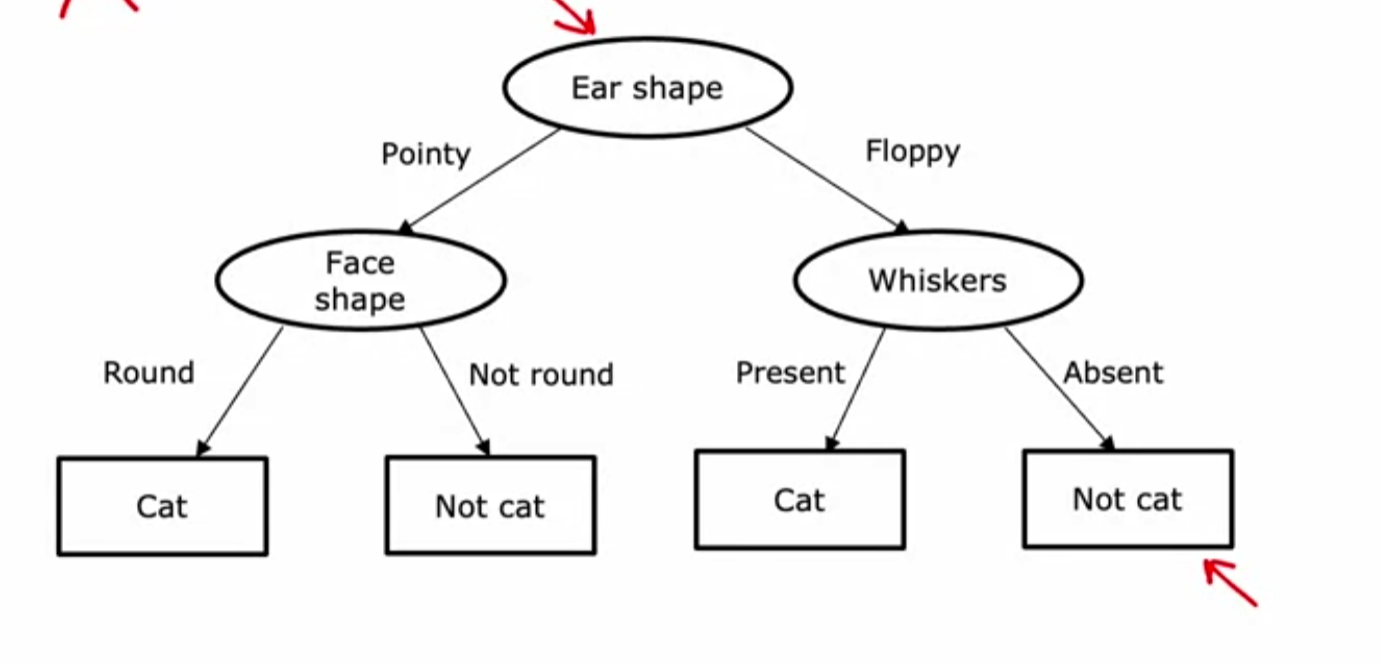 Ear shape
Pointy
Floppy
Face
shape
Whiskers
Round
Not round
Present
Absent
Cat
Not cat
Cat
Not cat